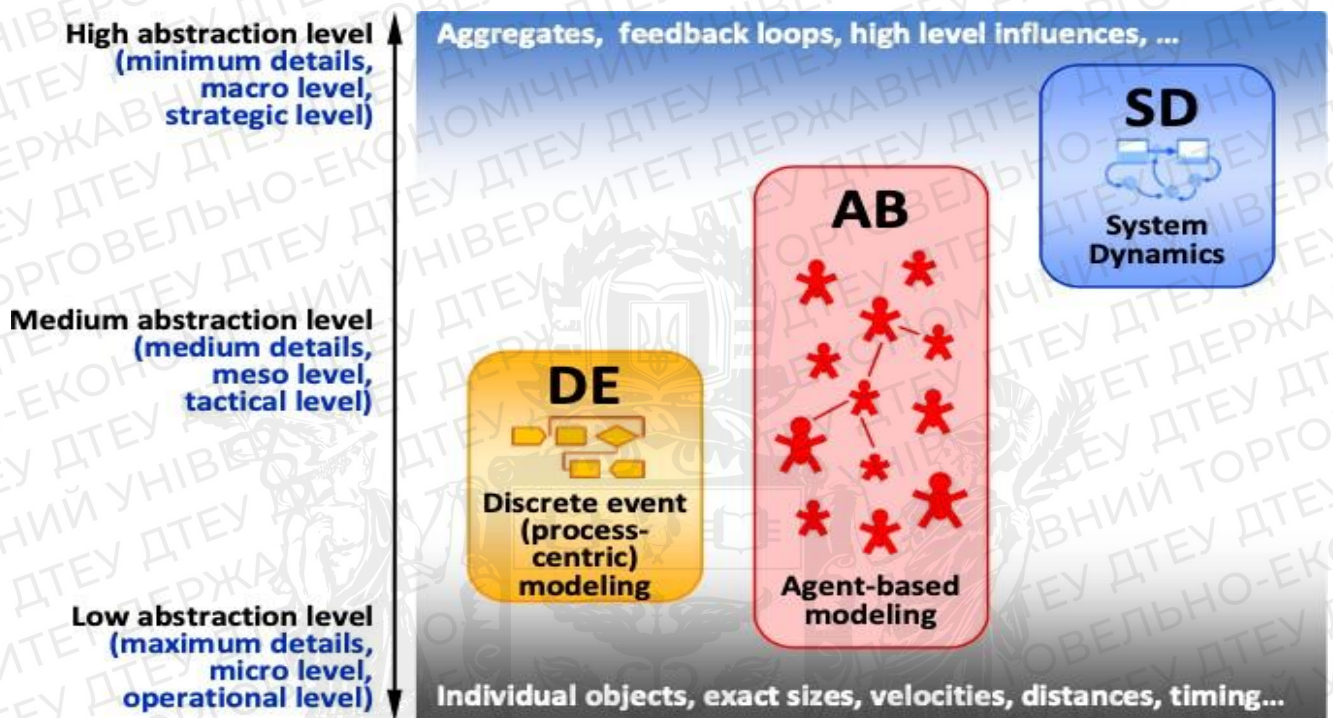 High abstraction level
(minimum details,
macro level,
strategic level)
Aggregates, feedback loops, high level influences, ...
SD
System
Dynamics
AB
Medium abstraction level
(medium details,
meso level,
tactical level)
DE
Discrete event
(process-
centric)
modeling
Agent-based
modeling
Low abstraction level
(maximum details,
micro level,
operational level)
Individual objects, exact sizes, velocities, distances, timing...